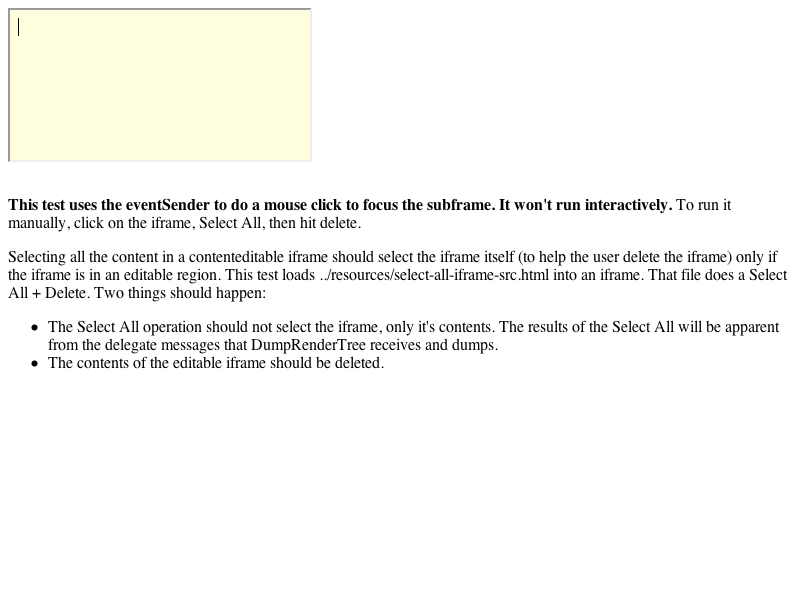 This test uses the eventSender to do a mouse click to focus the subframe. It won't run interactively. To run it
manually, click on the iframe, Select All, then hit delete.
Selecting all the content in a contenteditable iframe should select the iframe itself (to help the user delete the iframe) only if
the iframe is in an editable region. This test loads ../resources/select-all-iframe-src.html into an iframe. That file does a Select
All + Delete. Two things should happen:
• The Select All operation should not select the iframe, only it's contents. The results of the Select All will be apparent
from the delegate messages that DumpRenderTree receives and dumps.
• The contents of the editable iframe should be deleted.